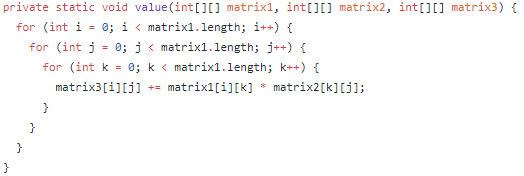 private static void value(int[][] matrix1, int[][] matrix2, int[][] matrix3) {
  for (int i = 0; i < matrix1.length; i++) {
    for (int j = 0; j < matrix1.length; j++) {
      for (int k = 0; k < matrix1.length; k++) {
        matrix3[i][j] += matrix1[i][k] * matrix2[k][j];
      }
    }
  }
}